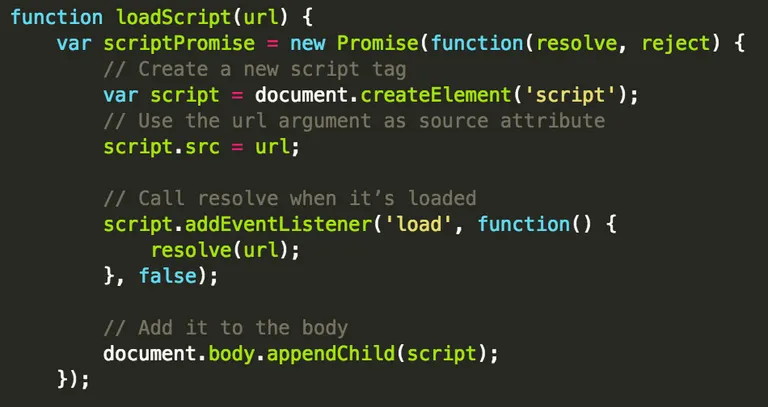 function loadScript(url) {
    var scriptPromise = new Promise(function(resolve, reject) {
        // Create a new script tag
        var script = document.createElement('script');
        // Use the url argument as source attribute
        script.src = url;

        // Call resolve when it’s loaded
        script.addEventListener('load', function() {
            resolve(url);
        }, false);

        // Add it to the body
        document.body.appendChild(script);
    });